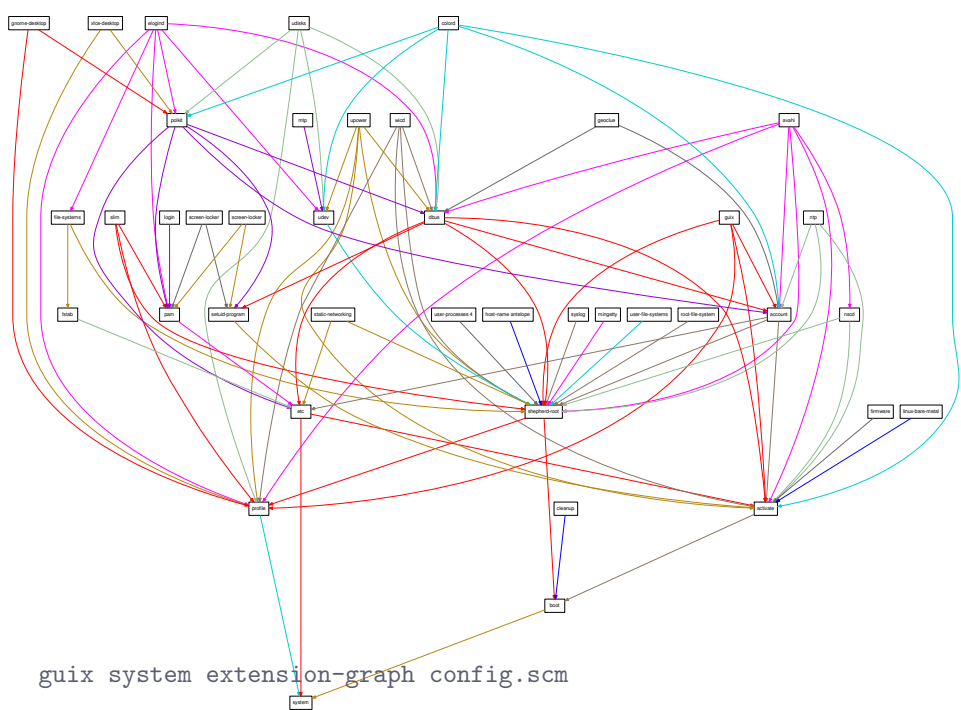 gnome-desktop xfce-desktop elogind udisks colord
polkit mtp upower wicd geoclue avahi
file-systems slim login screen-locker screen-locker udev dbus guix ntp
fstab pam setuid-program static-networking user-processes 4 host-name antelope syslog mingetty user-file-systems root-file-system account nscd
etc shepherd-root firmware linux-bare-metal
profile cleanup activate
boot
guix system extension-graph config.scm
system